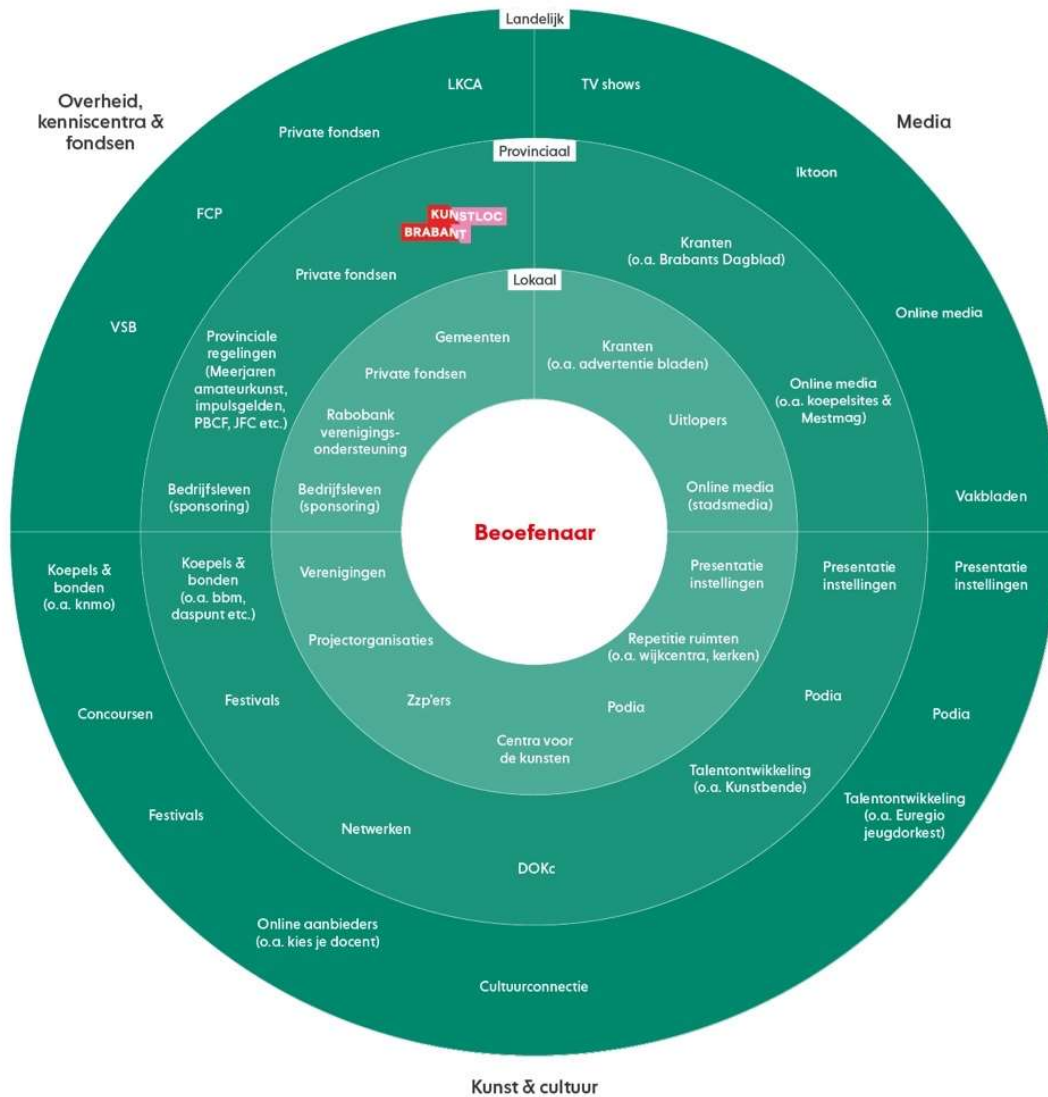 Landelijk
LKCA
TV shows
Overheid,
kenniscentra &
fondsen
Media
Private fondsen
Provinciaal
Iktoon
FCP
KUNSTLOC
BRABANT
Kranten
(o.a. Brabants Dagblad)
Private fondsen
Lokaal
VSB
Online media
Provinciale
regelingen
(Meerjaren
amateurkunst,
impulsgelden,
PBCF, JFC etc.)
Gemeenten
Kranten
(o.a. advertentie bladen)
Private fondsen
Online media
(o.a. koepelsites &
Mestmag)
Rabobank
verenigings-
ondersteuning
Uitlopers
Bedrijfsleven
(sponsoring)
Bedrijfsleven
(sponsoring)
Online media
(stadsmedia)
Vakbladen
Beoefenaar
Koepels &
bonden
(o.a. knmo)
Koepels &
bonden
(o.a. bbm,
daspunt etc.)
Verenigingen
Presentatie
instellingen
Presentatie
instellingen
Presentatie
instellingen
Projectorganisaties
Repetitie ruimten
(o.a. wijkcentra, kerken)
Festivals
Zzp'ers
Podia
Podia
Concoursen
Podia
Centra voor
de kunsten
Talentontwikkeling
(o.a. Kunstbende)
Festivals
Netwerken
Talentontwikkeling
(o.a. Euregio
jeugdorkest)
DOKc
Online aanbieders
(o.a. kies je docent)
Cultuurconnectie
Kunst & cultuur